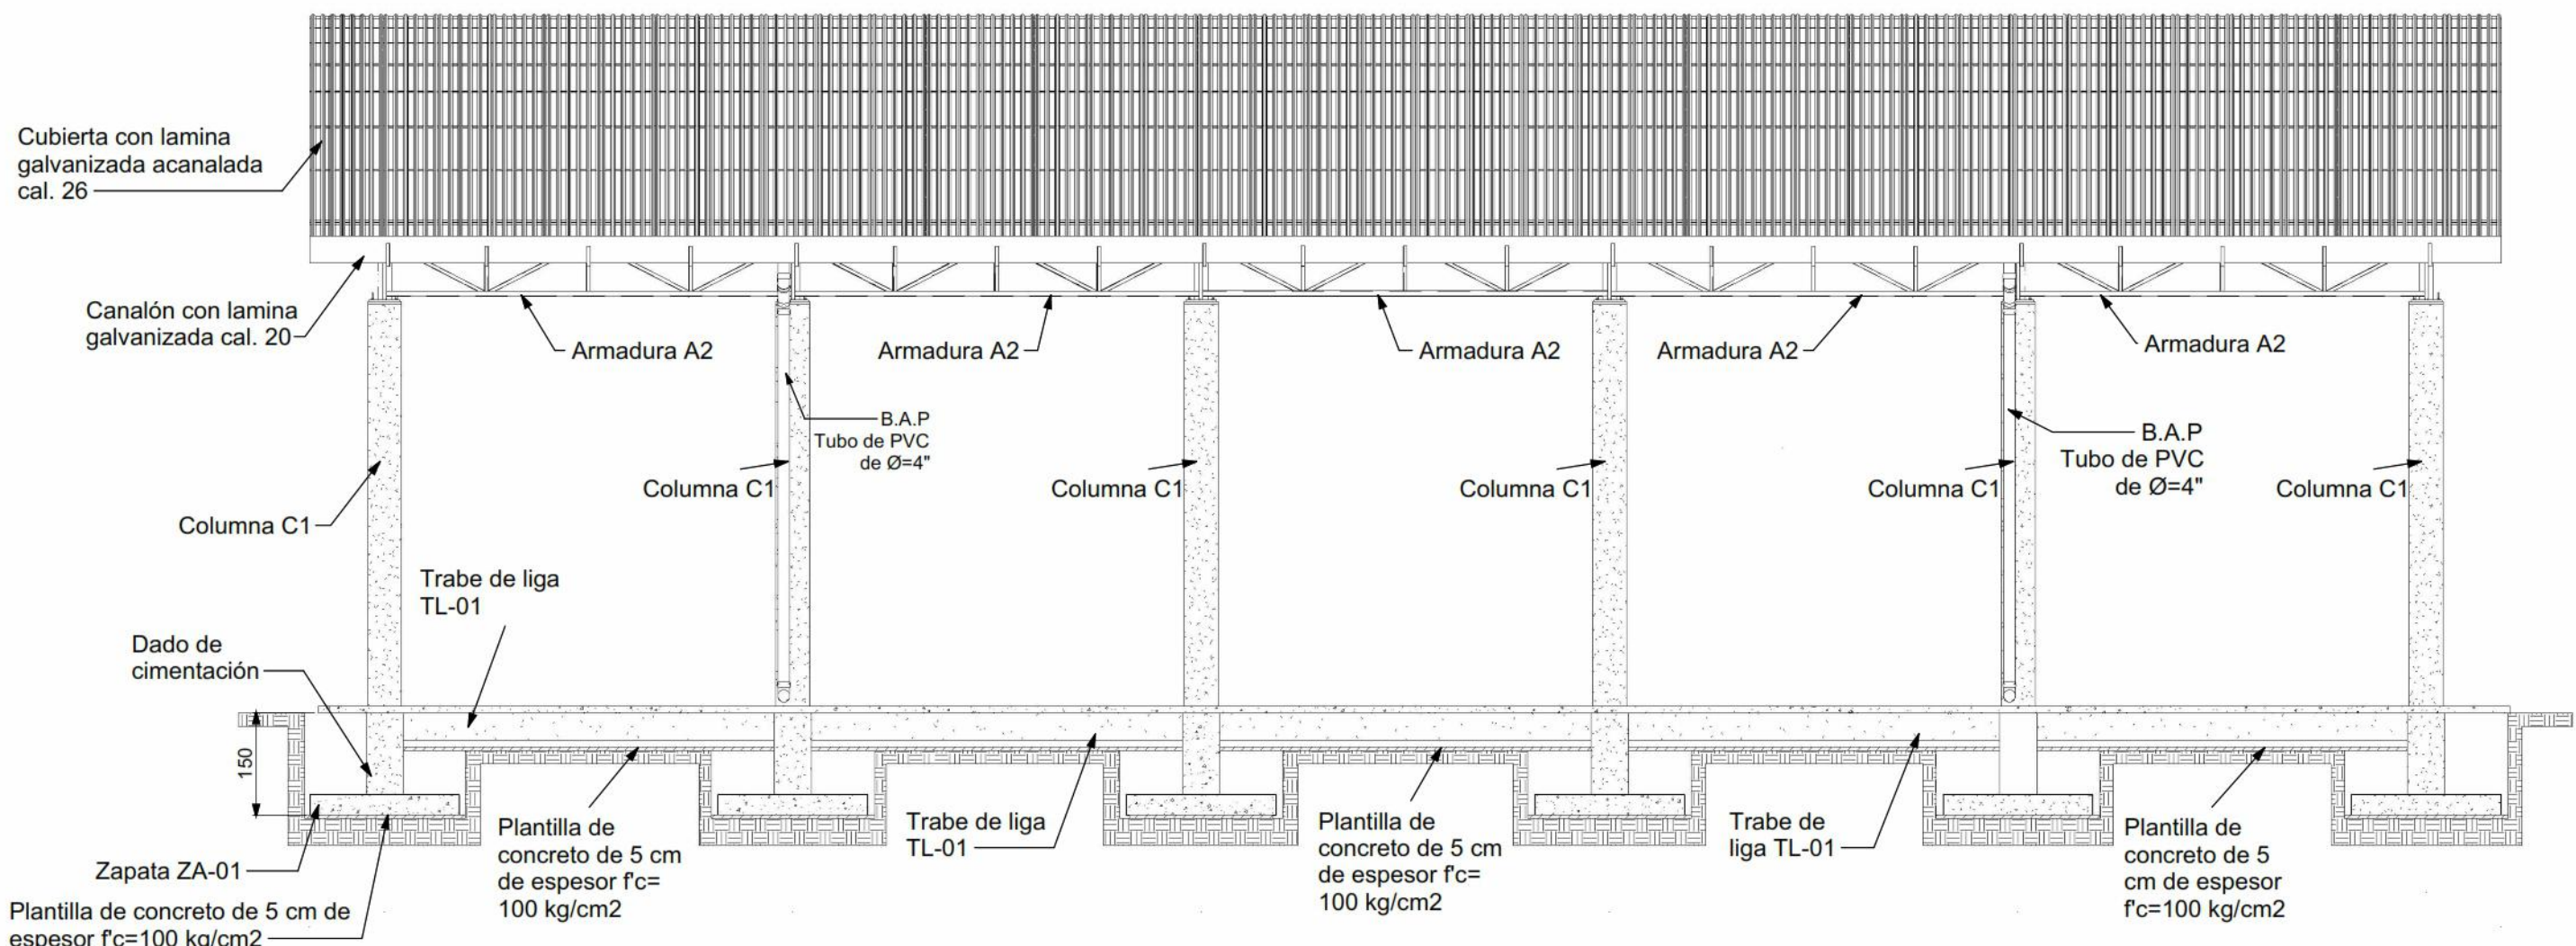 Cubierta con lamina
galvanizada acanalada
cal. 26
Canalón con lamina
galvanizada cal. 20
Armadura A2
Armadura A2
Armadura A2
Armadura A2
Armadura A2
B.A.P
Tubo de PVC
de Ø=4"
B.A.P
Tubo de PVC
de Ø=4"
Columna C1
Columna C1
Columna C1
Columna C1
Columna C1
Columna C1
Trabe de liga
TL-01
Dado de
cimentación
150
Zapata ZA-01
Plantilla de concreto de 5 cm de
espesor f'c=100 kg/cm2
Plantilla de
concreto de 5 cm
de espesor f'c=
100 kg/cm2
Trabe de liga
TL-01
Plantilla de
concreto de 5 cm
de espesor f'c=
100 kg/cm2
Trabe de
liga TL-01
Plantilla de
concreto de 5
cm de espesor
f'c=100 kg/cm2